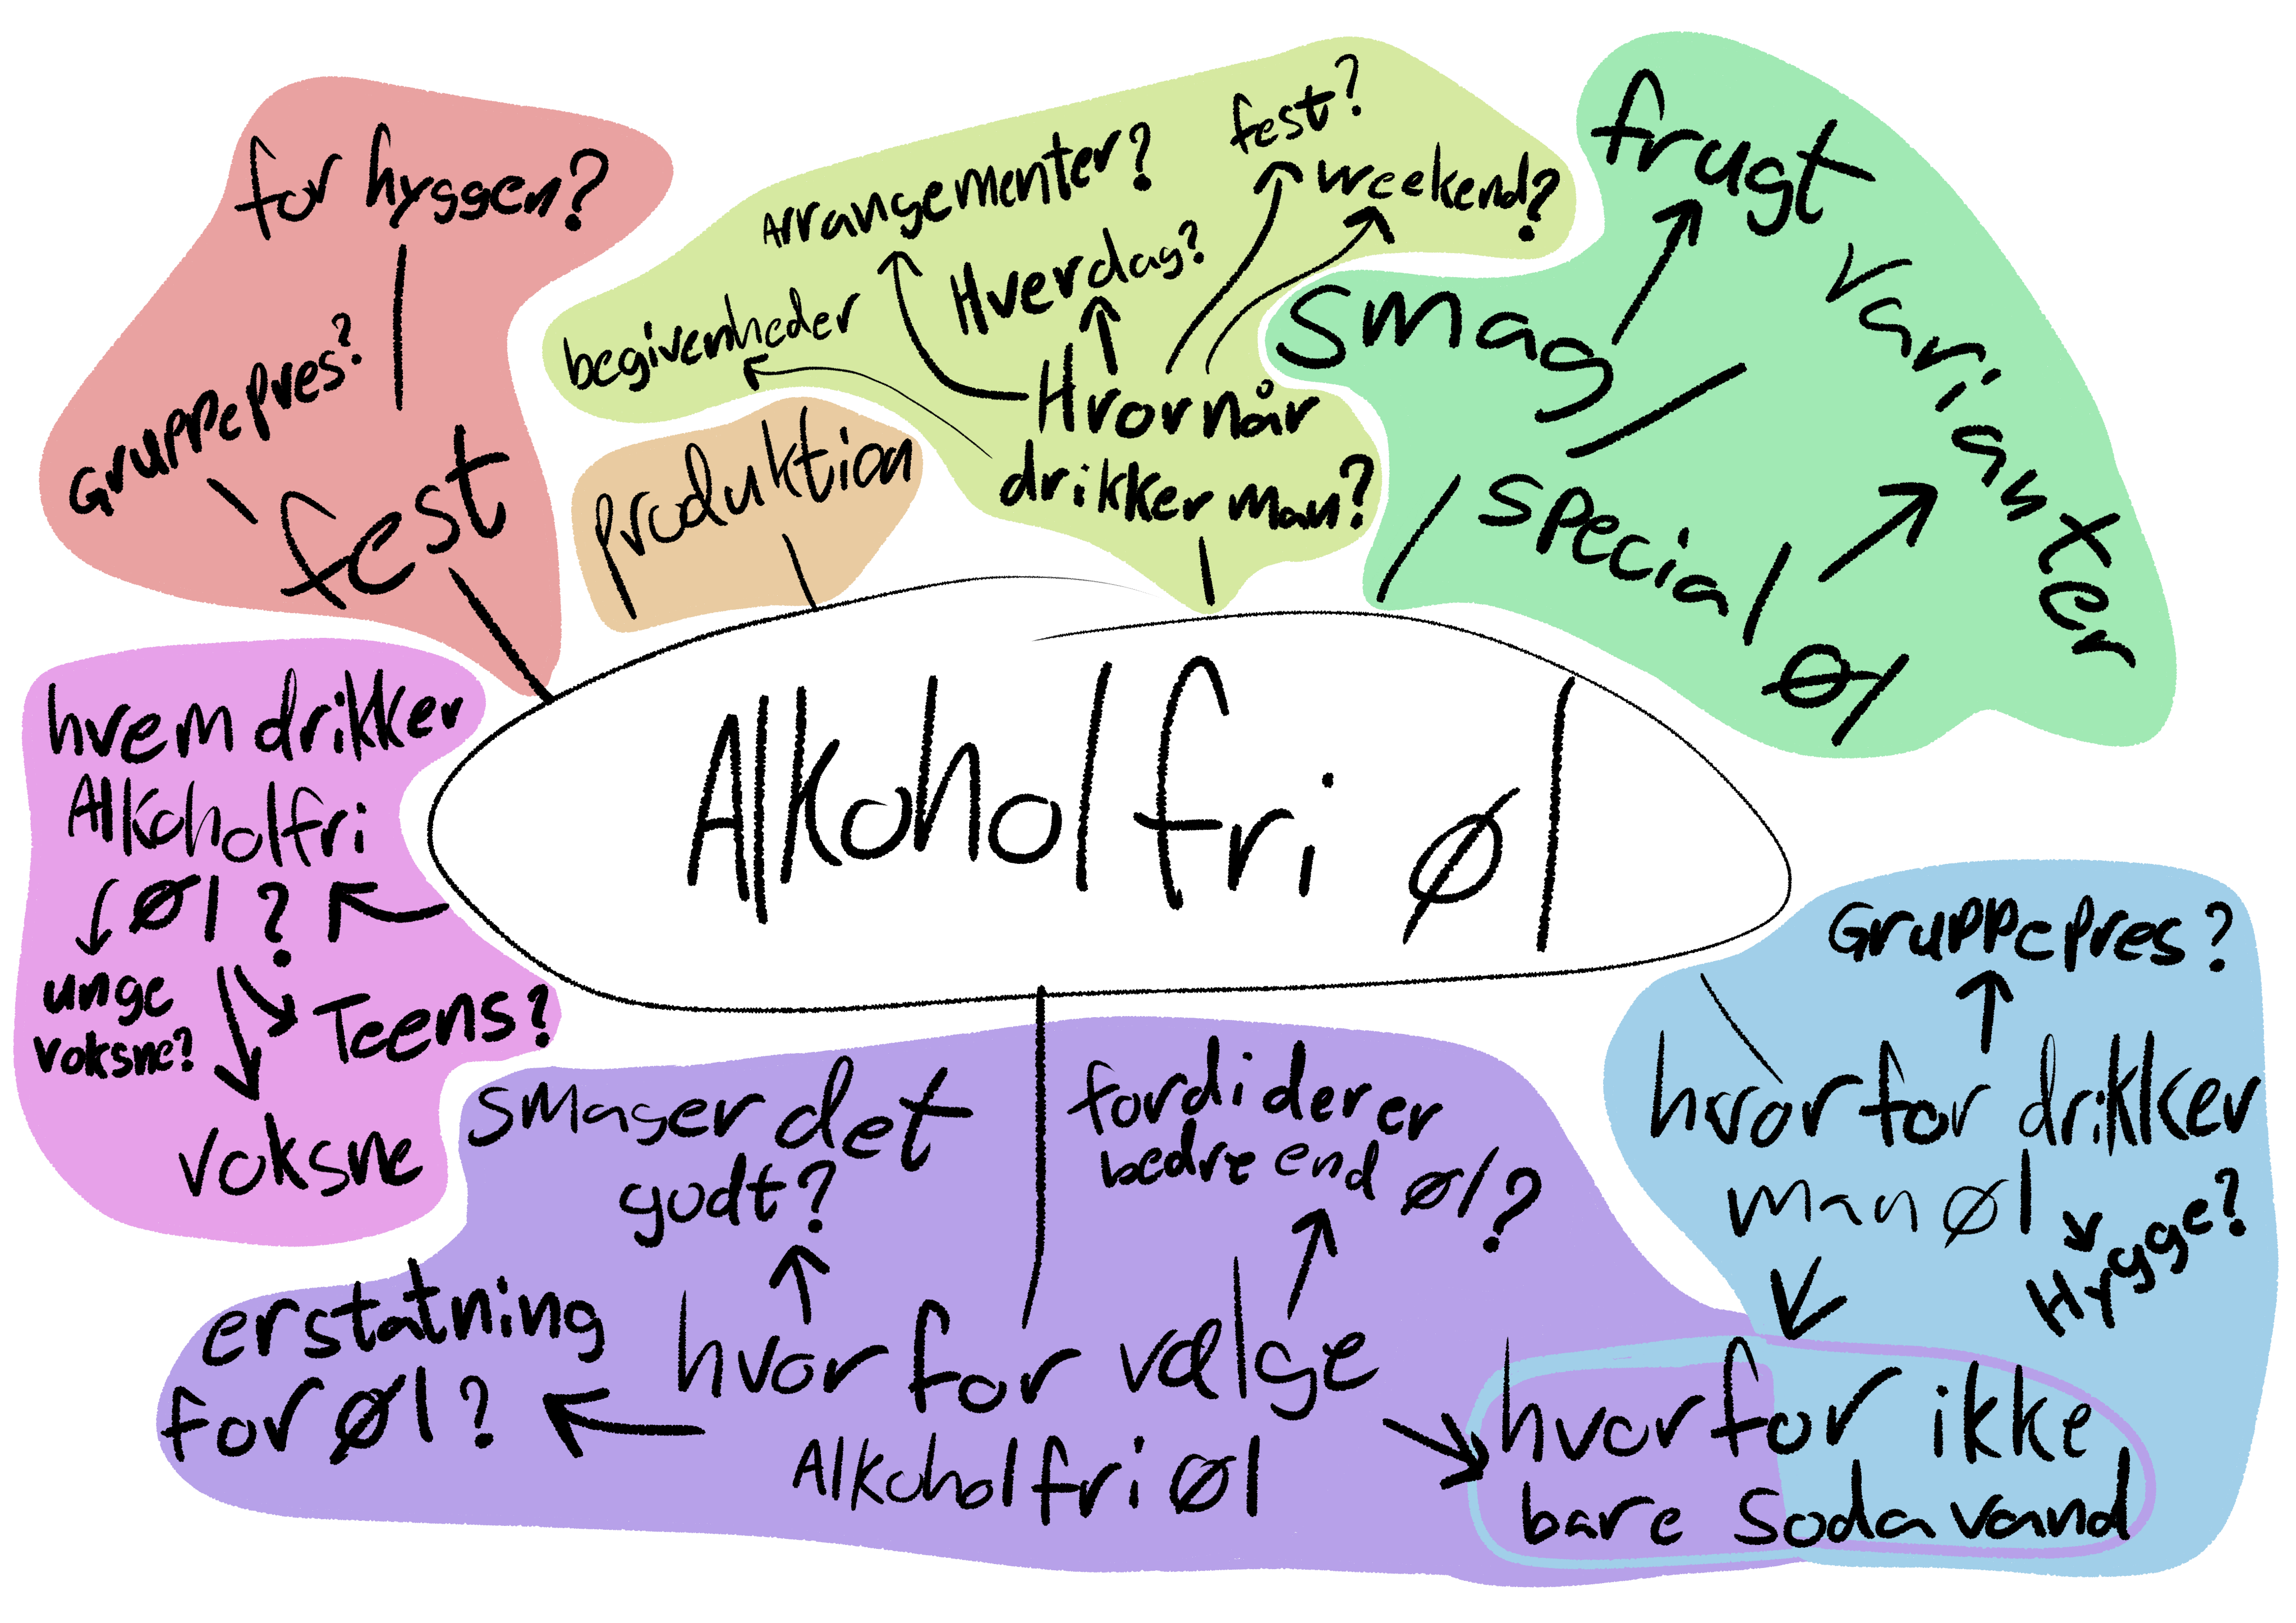 for hyggen?
Gruppepres?
fest
produktion
begivenheder
Arrangementer?
Hverdag?
fest?
weekend?
Hvornår
drikker man?
frugt
smag/
varianter
special
øl
Alkoholfri øl
hvem drikker
Alkoholfri
øl?
unge
voksne?
Teens?
voksne
smager det
godt?
fordi der er
bedre end øl?
erstatning
for øl?
hvorfor vælge
Alkoholfri øl
Gruppepres?
hvorfor drikker
man øl
Hygge?
hvorfor ikke
bare Sodavand